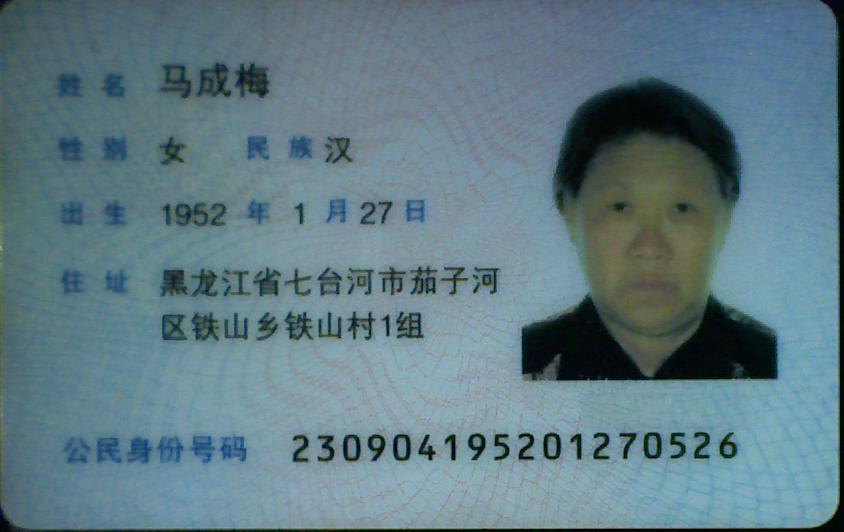 姓名 马成梅
性别 女 民族 汉
出生 1952 年 1 月 27 日
住址 黑龙江省七台河市茄子河
区铁山乡铁山村1组
公民身份号码 230904195201270526